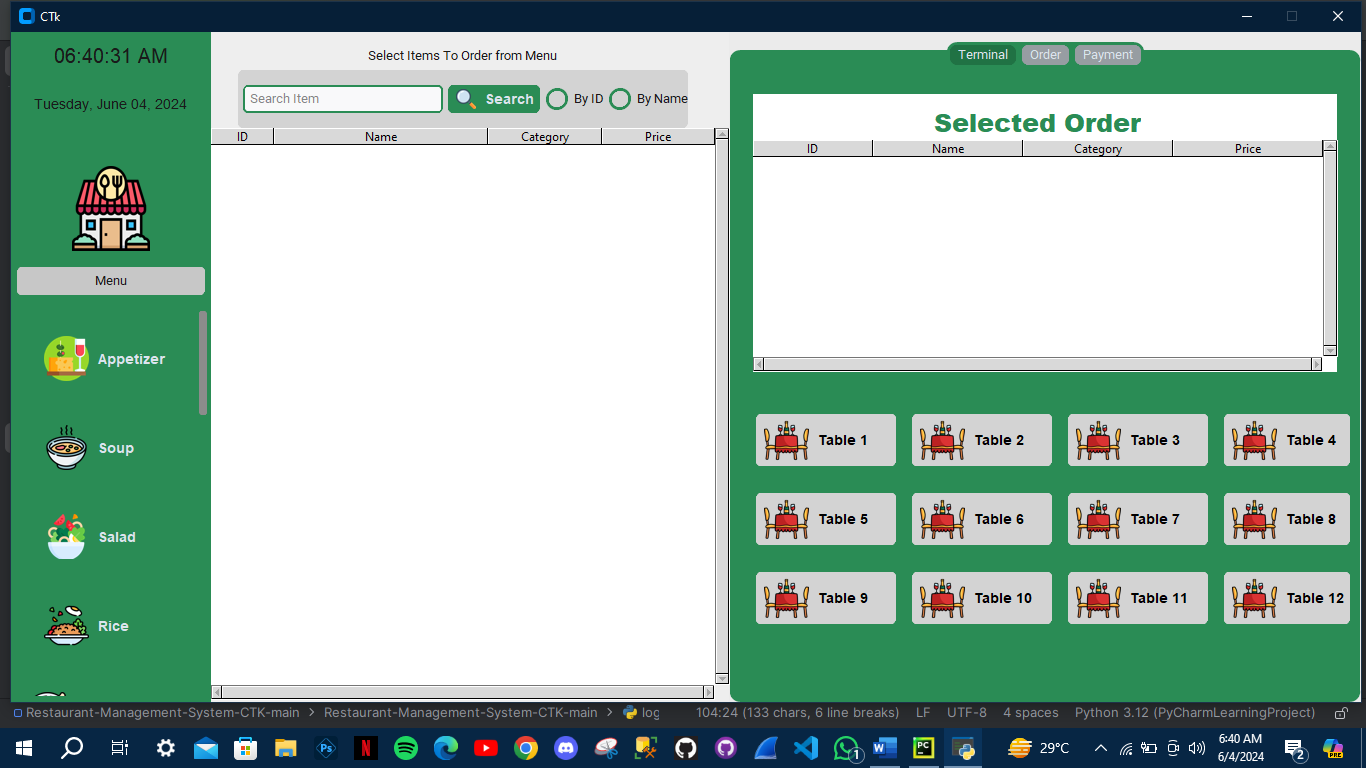 CTk
06:40:31 AM
Tuesday, June 04, 2024
Menu
Appetizer
Soup
Salad
Rice
Select Items To Order from Menu
Search Item
Search
By ID
By Name
ID Name Category Price
Terminal Order Payment
Selected Order
ID Name Category Price
Table 1 Table 2 Table 3 Table 4
Table 5 Table 6 Table 7 Table 8
Table 9 Table 10 Table 11 Table 12
Restaurant-Management-System-CTK-main > Restaurant-Management-System-CTK-main > log 104:24 (133 chars, 6 line breaks) LF UTF-8 4 spaces Python 3.12 (PyCharmLearningProject)
Ps N 1 W PC 29°C 6:40 AM 2 PRE
6/4/2024